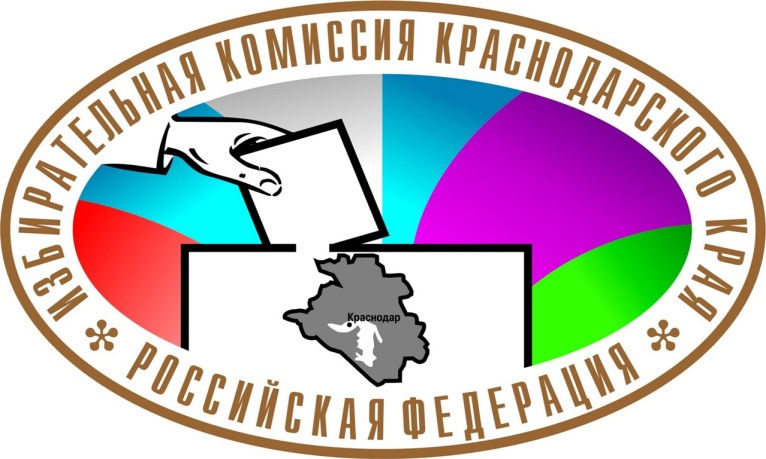 ИЗБИРАТЕЛЬНАЯ КОМИССИЯ КРАСНОДАРСКОГО КРАЯ
Краснодар
* РОССИЙСКАЯ ФЕДЕРАЦИЯ *